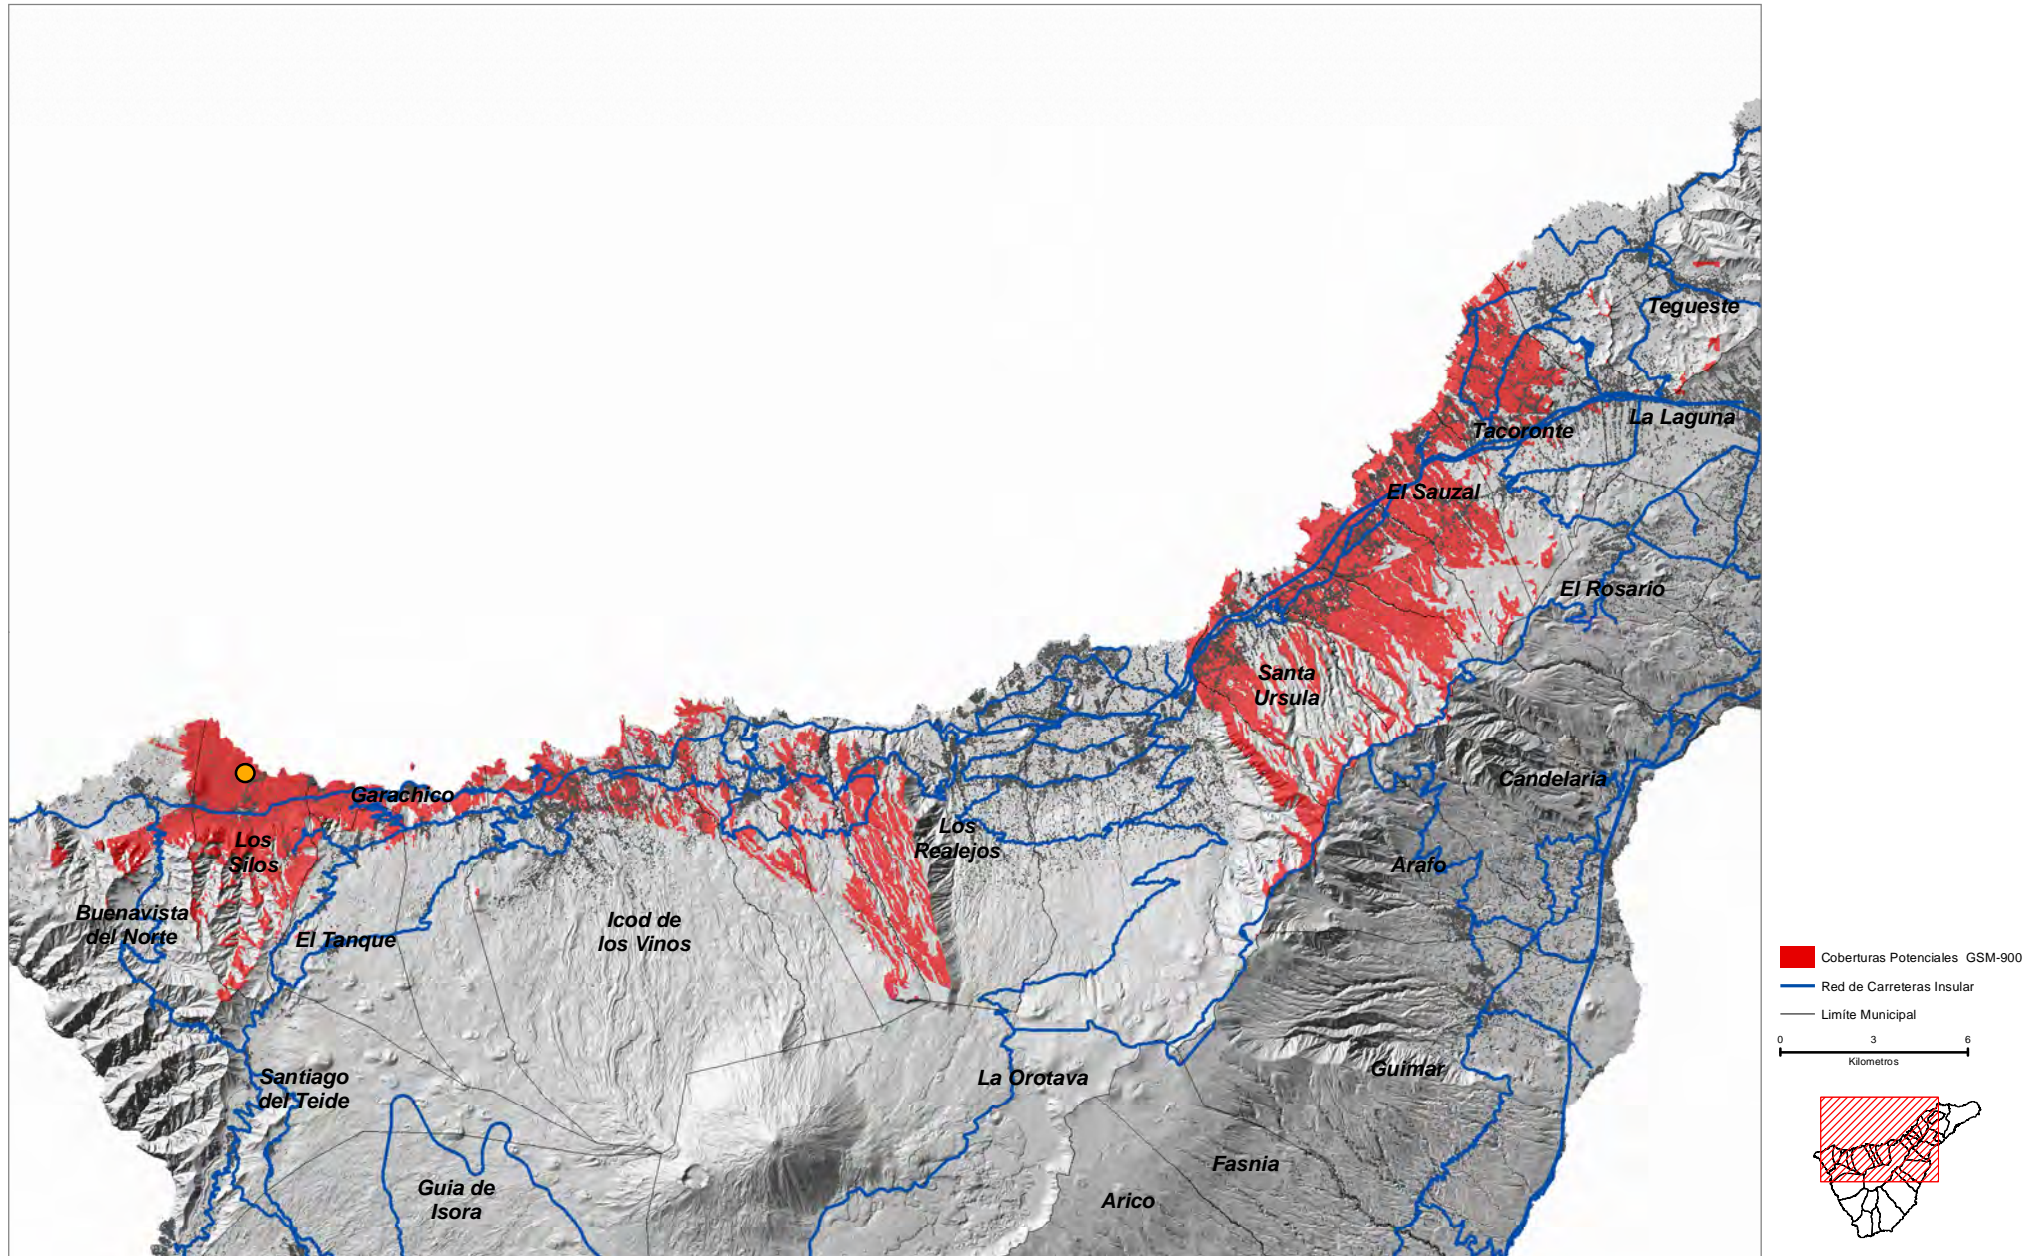 Tegueste
La Laguna
Tacoronte
El Sauzal
El Rosario
Santa
Ursula
Candelaria
Garachico
Los
Silos
Los
Realejos
Arafo
Buenavista
del Norte
El Tanque
Icod de
los Vinos
Santiago
del Teide
La Orotava
Guimar
Fasnia
Guia de
Isora
Arico
Coberturas Potenciales GSM-900
Red de Carreteras Insular
Limíte Municipal
0 3 6
Kilometros